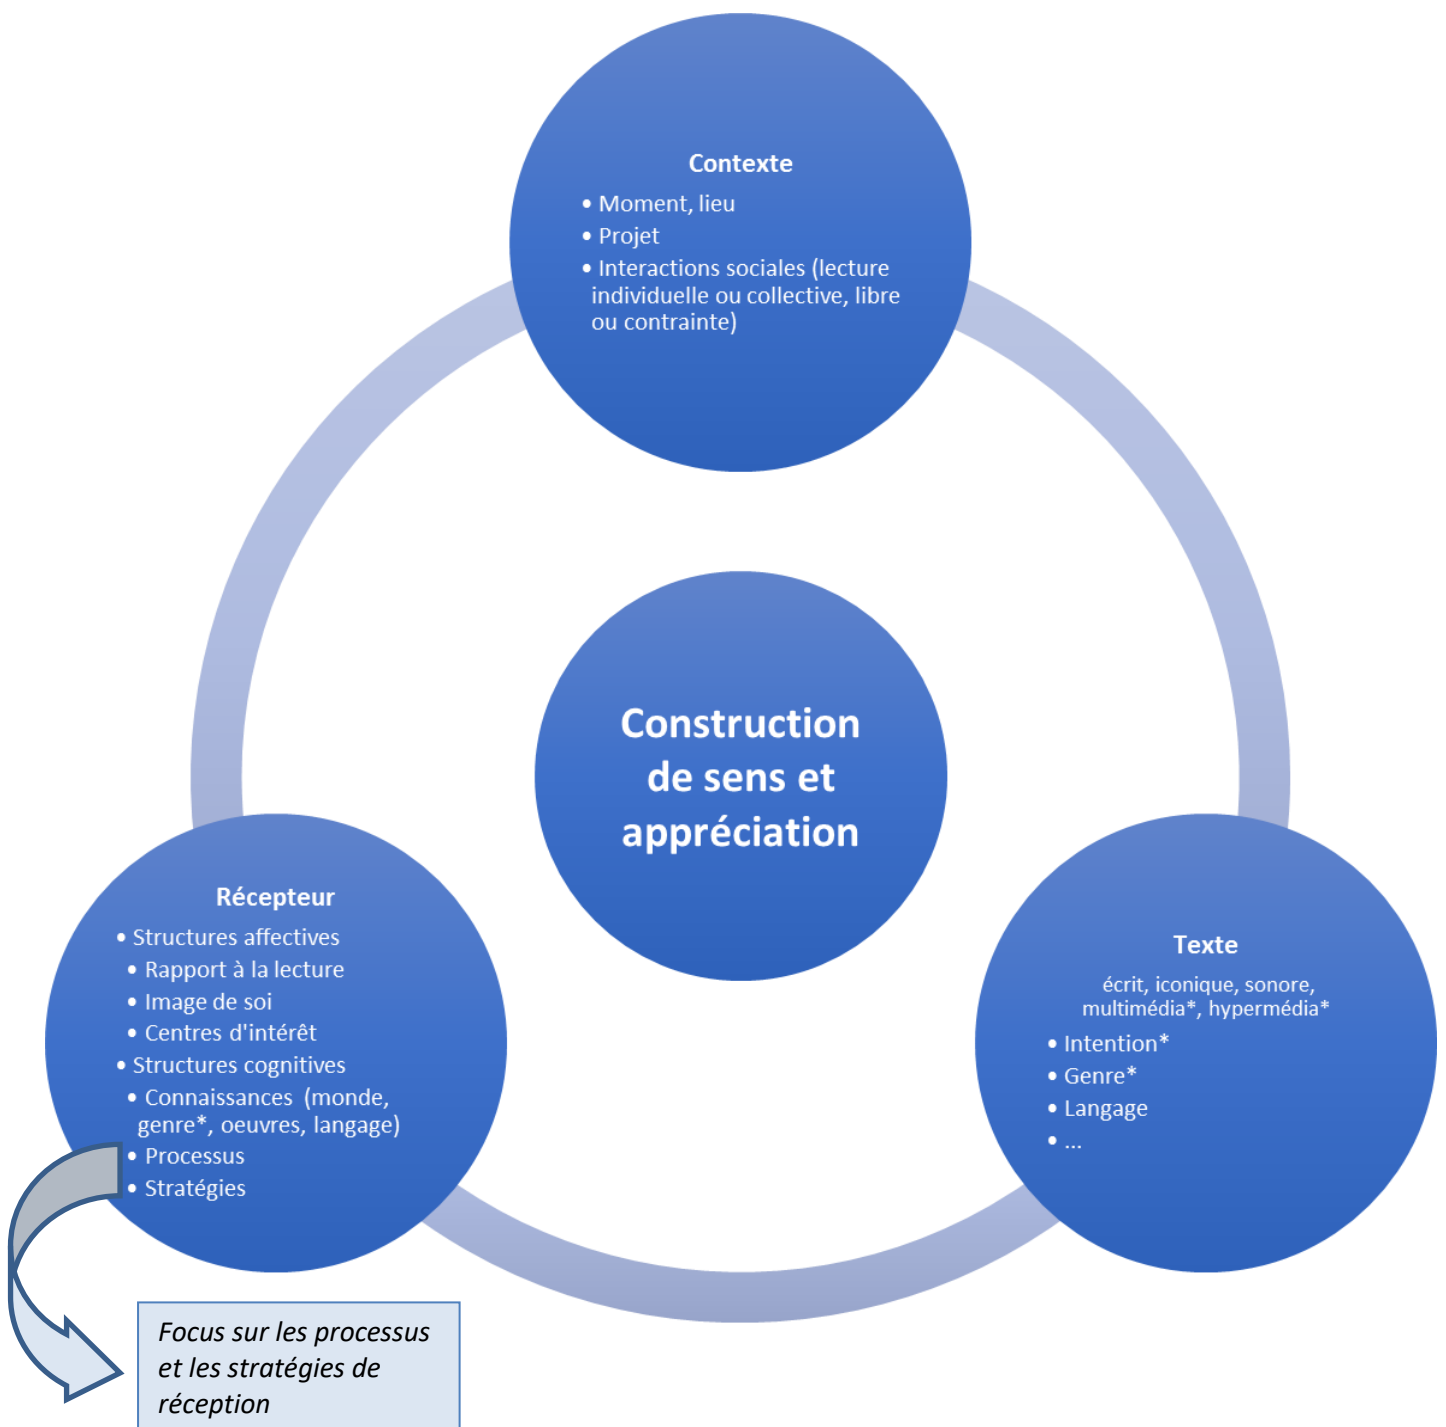 Contexte
• Moment, lieu
• Projet
• Interactions sociales (lecture
individuelle ou collective, libre
ou contrainte)
Construction
de sens et
appréciation
Récepteur
• Structures affectives
• Rapport à la lecture
• Image de soi
• Centres d'intérêt
• Structures cognitives
• Connaissances (monde,
genre*, oeuvres, langage)
• Processus
• Stratégies
Texte
écrit, iconique, sonore,
multimédia*, hypermédia*
• Intention*
• Genre*
• Langage
• ...
Focus sur les processus
et les stratégies de
réception